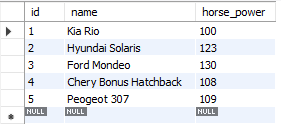 id name horse_power
1 Kia Rio 100
2 Hyundai Solaris 123
3 Ford Mondeo 130
4 Chery Bonus Hatchback 108
5 Peogeot 307 109
NULL NULL NULL